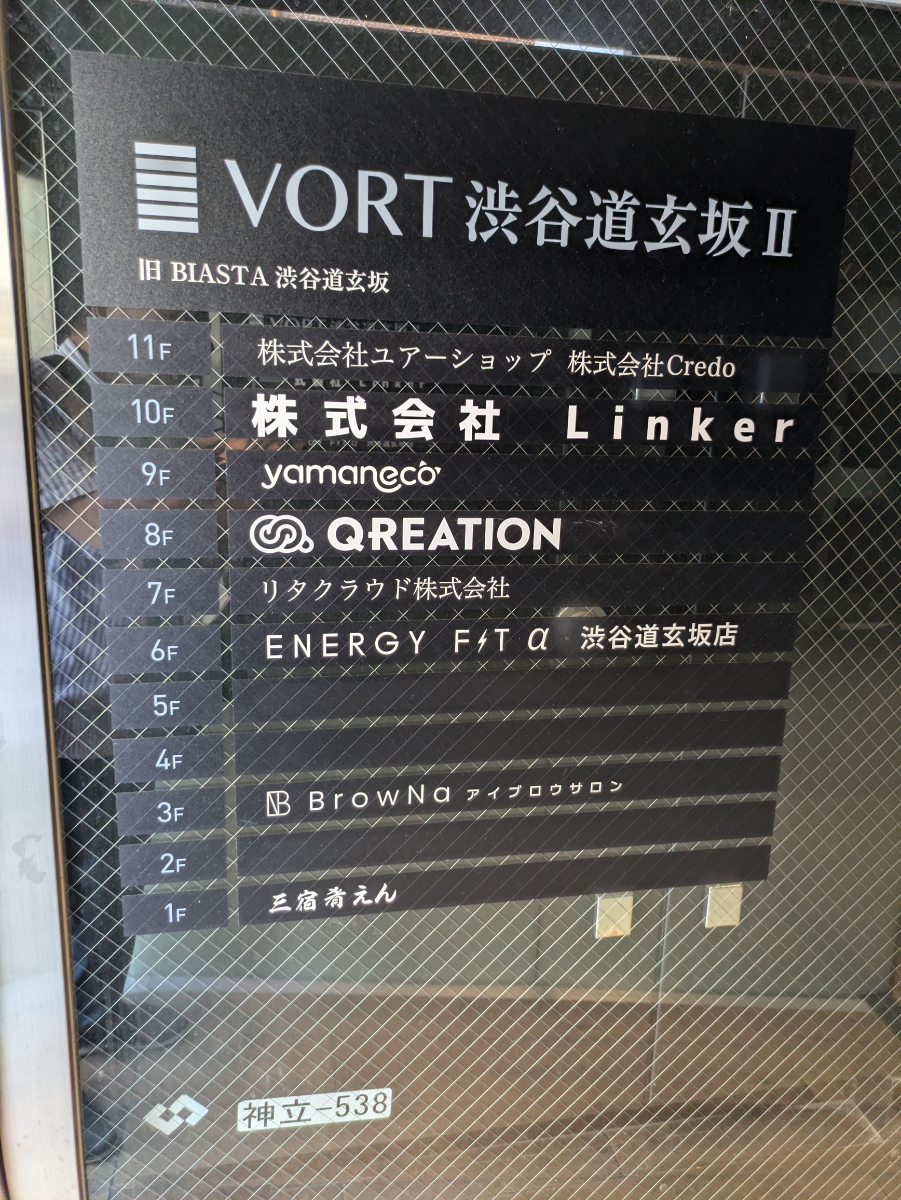 VORT 渋谷道玄坂 Ⅱ
旧 BIASTA 渋谷道玄坂
11F 株式会社ユアーショップ 株式会社Credo
10F 株式会社 Linker
9F yamaneco
8F QREATION
7F リタクラウド株式会社
6F ENERGY FIT α 渋谷道玄坂店
5F
4F
3F BrowNa アイブロウサロン
2F
1F 三宿肴えん
神立-538